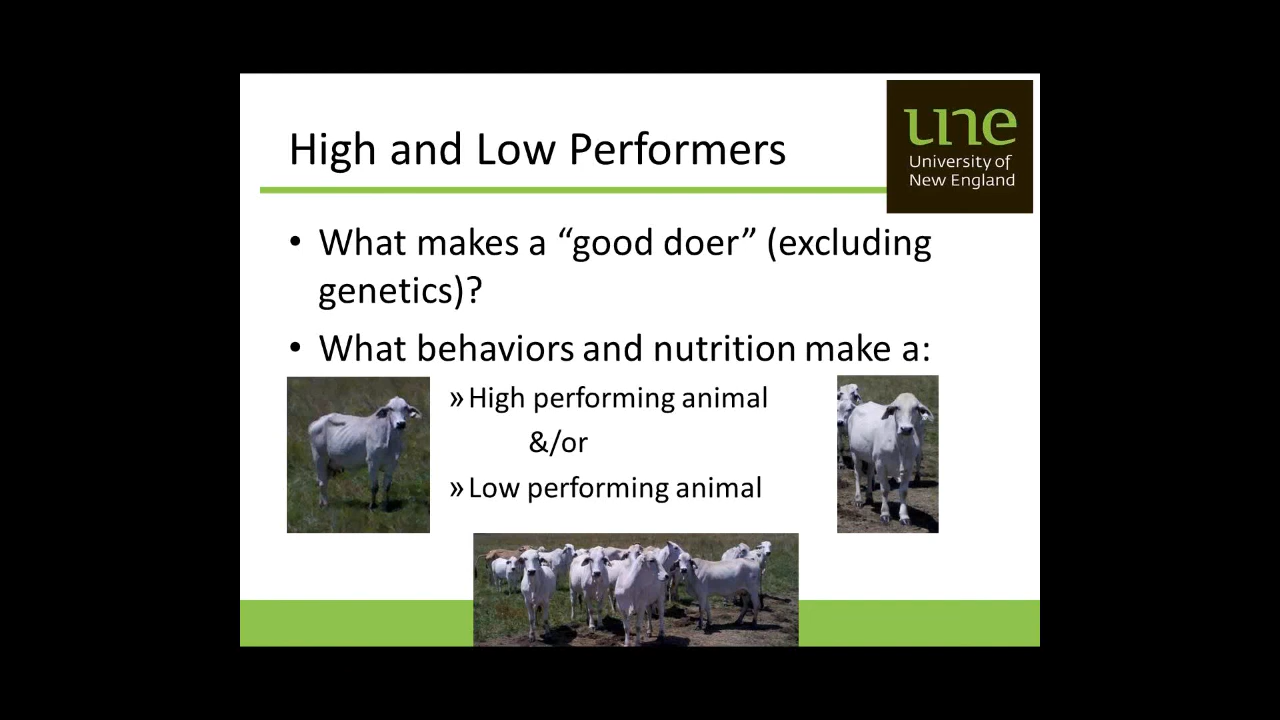 High and Low Performers
une
University of
New England
• What makes a “good doer” (excluding
genetics)?
• What behaviors and nutrition make a:
» High performing animal
&/or
» Low performing animal